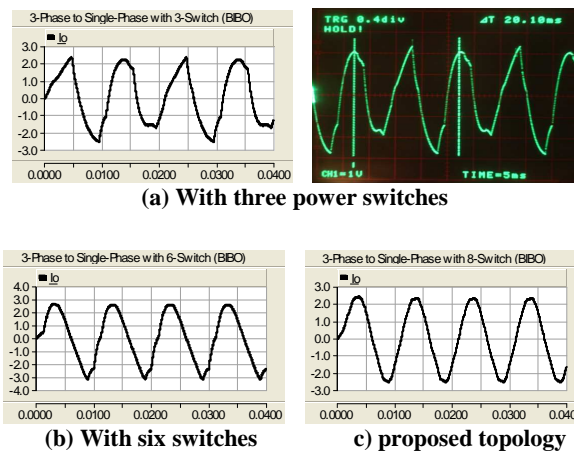 3-Phase to Single-Phase with 3-Switch (BIBO)
Io
3.0
2.0
1.0
0.0
-1.0
-2.0
-3.0
0.0000 0.0100 0.0200 0.0300 0.0400
TRG 0.4div ΔT 20.10ms
HOLD!
CH1=1V TIME=5ms
(a) With three power switches
3-Phase to Single-Phase with 6-Switch (BIBO)
Io
4.0
3.0
2.0
1.0
0.0
-1.0
-2.0
-3.0
-4.0
0.0000 0.0100 0.0200 0.0300 0.0400
(b) With six switches
3-Phase to Single-Phase with 8-Switch (BIBO)
Io
3.0
2.0
1.0
0.0
-1.0
-2.0
-3.0
0.0000 0.0100 0.0200 0.0300 0.040
c) proposed topology